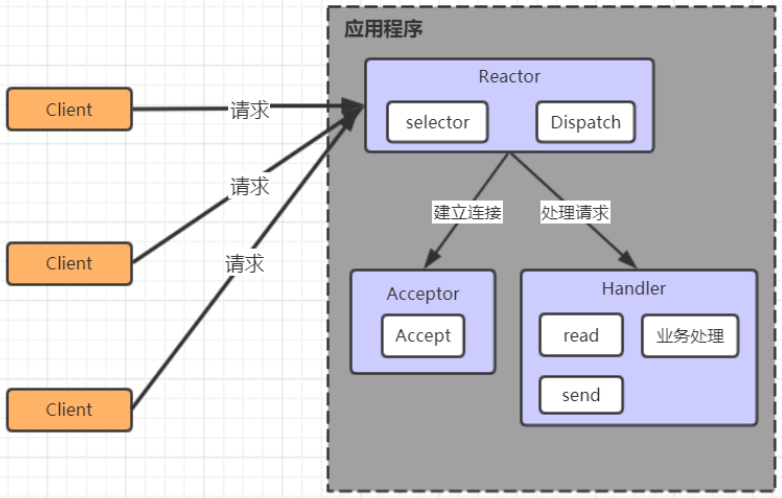 应用程序
Reactor
selector
Dispatch
Client
请求
Client
请求
Client
请求
建立连接
处理请求
Acceptor
Accept
Handler
read
业务处理
send